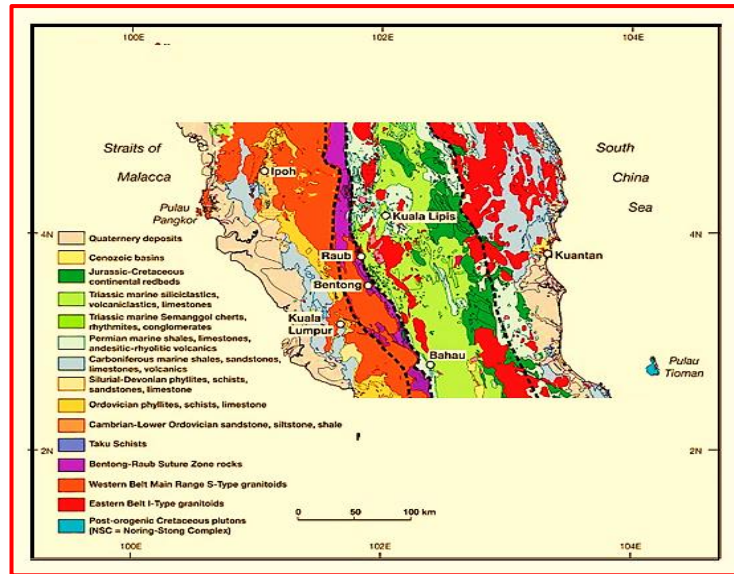 100E
102E
104E
Straits of
Malacca
South
China
Sea
Ipoh
Pulau
Pangkor
Kuala Lipis
4N
4N
Raub
Kuantan
Bentong
Kuala
Lumpur
Bahau
Pulau
Tioman
Quaternery deposits
Cenozoic basins
Jurassic-Cretaceous
continental redbeds
Triassic marine siliciclastics,
volcaniclastics, limestones
Triassic marine Semanggol cherts,
rhythmites, conglomerates
Permian marine shales, limestones,
andesitic-rhyolitic volcanics
Carboniferous marine shales, sandstones,
limestones, volcanics
Silurian-Devonian phyllites, schists,
sandstones, limestone
Ordovician phyllites, schists, limestone
Cambrian-Lower Ordovician sandstone, siltstone, shale
Taku Schists
Bentong-Raub Suture Zone rocks
Western Belt Main Range S-Type granitoids
Eastern Belt I-Type granitoids
Post-orogenic Cretaceous plutons
(NSC = Noring-Stong Complex)
2N
2N
0 50 100 km
100E
102E
104E